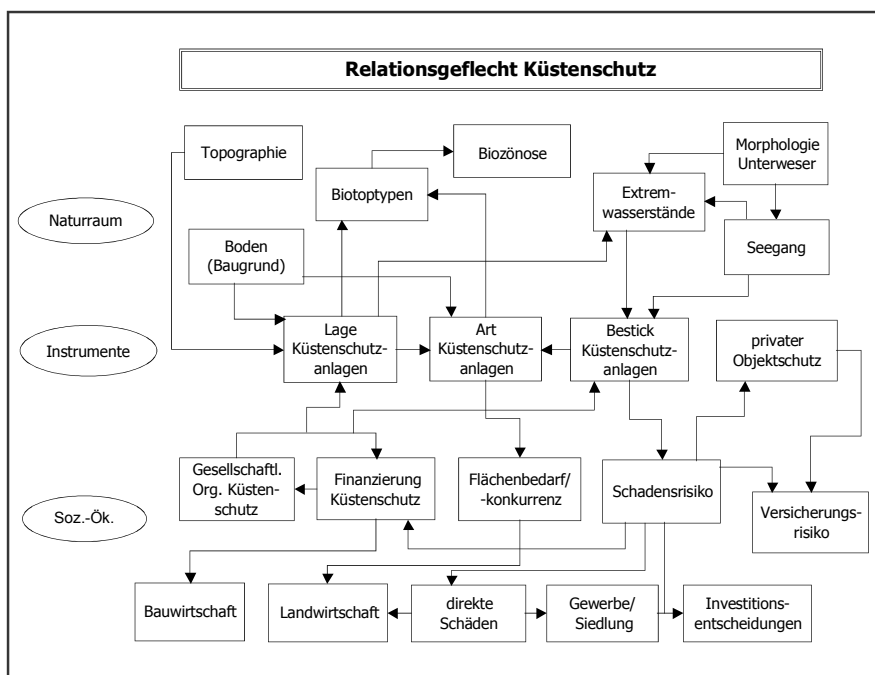 Relationsgeflecht Küstenschutz
Topographie
Biozönose
Morphologie
Unterweser
Biotoptypen
Extrem-
wasserstände
Naturraum
Boden
(Baugrund)
Seegang
Instrumente
Lage
Küstenschutz-
anlagen
Art
Küstenschutz-
anlagen
Bestick
Küstenschutz-
anlagen
privater
Objektschutz
Soz.-Ök.
Gesellschaftl.
Org. Küsten-
schutz
Finanzierung
Küstenschutz
Flächenbedarf/
-konkurrenz
Schadensrisiko
Versicherungs-
risiko
Bauwirtschaft
Landwirtschaft
direkte
Schäden
Gewerbe/
Siedlung
Investitions-
entscheidungen